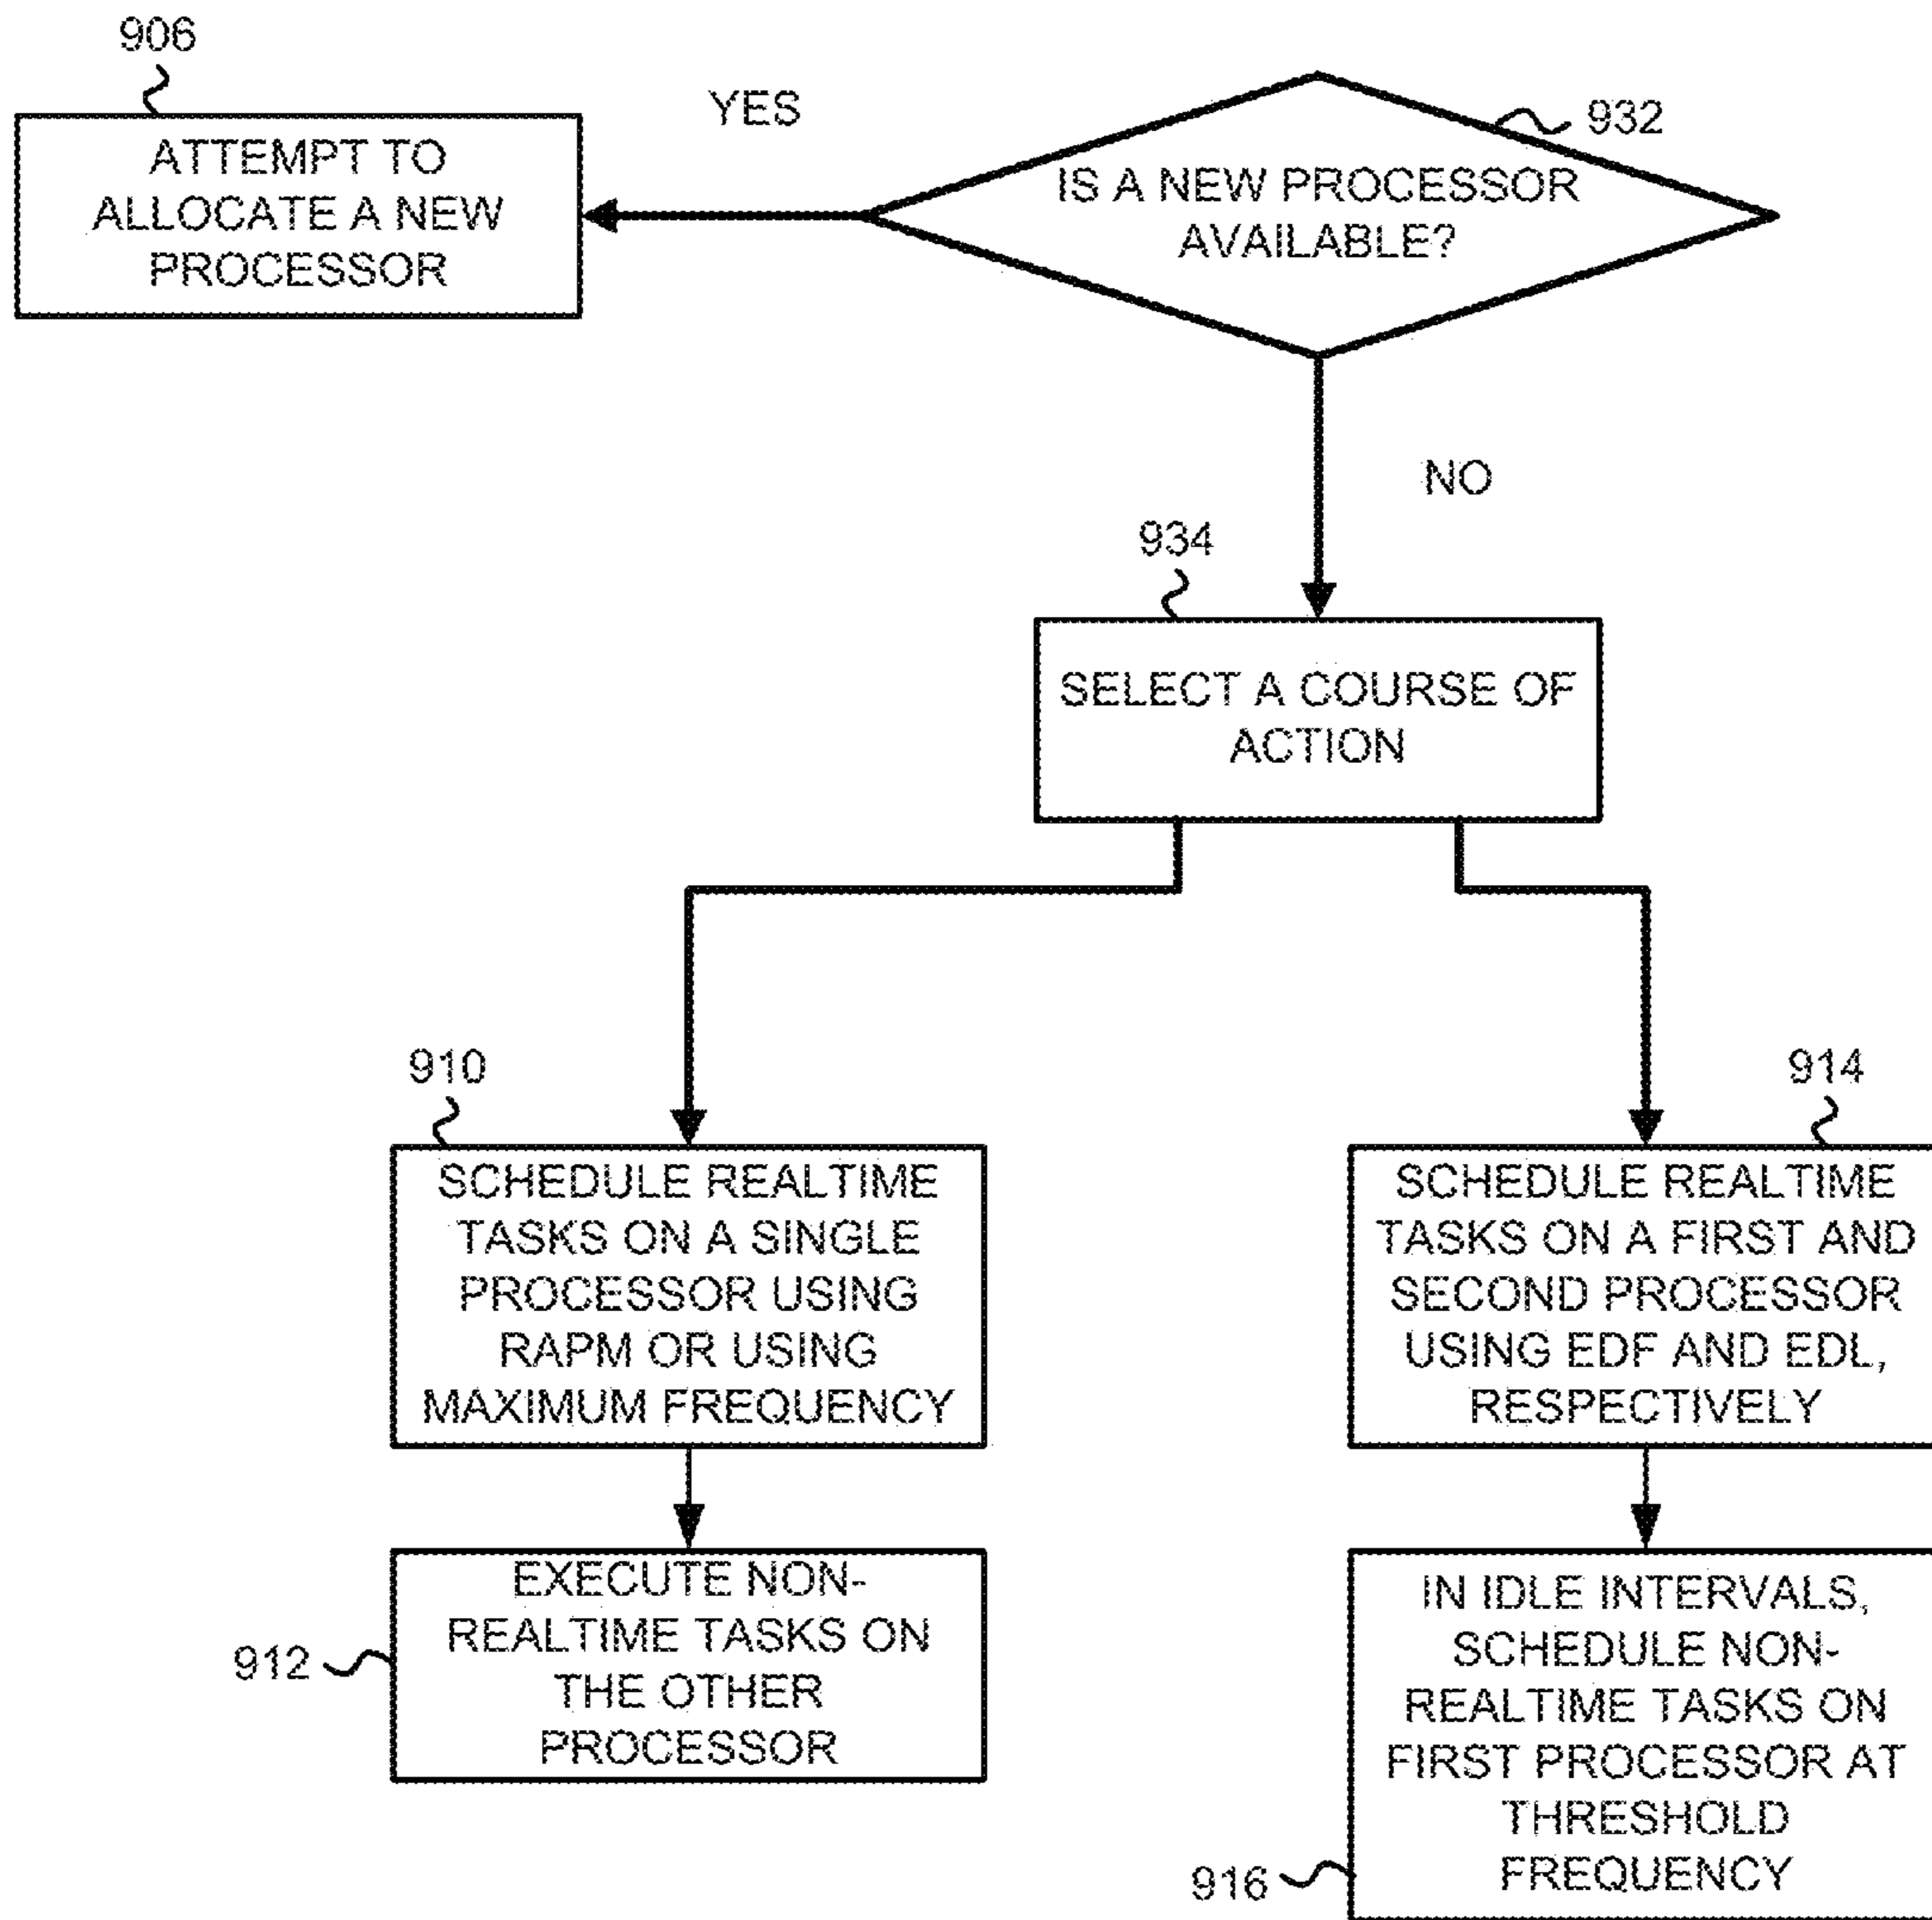 906
ATTEMPT TO
ALLOCATE A NEW
PROCESSOR
YES
932
IS A NEW PROCESSOR
AVAILABLE?
NO
934
SELECT A COURSE OF
ACTION
910
SCHEDULE REALTIME
TASKS ON A SINGLE
PROCESSOR USING
RAPM OR USING
MAXIMUM FREQUENCY
914
SCHEDULE REALTIME
TASKS ON A FIRST AND
SECOND PROCESSOR
USING EDF AND EDL,
RESPECTIVELY
912
EXECUTE NON-
REALTIME TASKS ON
THE OTHER
PROCESSOR
916
IN IDLE INTERVALS,
SCHEDULE NON-
REALTIME TASKS ON
FIRST PROCESSOR AT
THRESHOLD
FREQUENCY